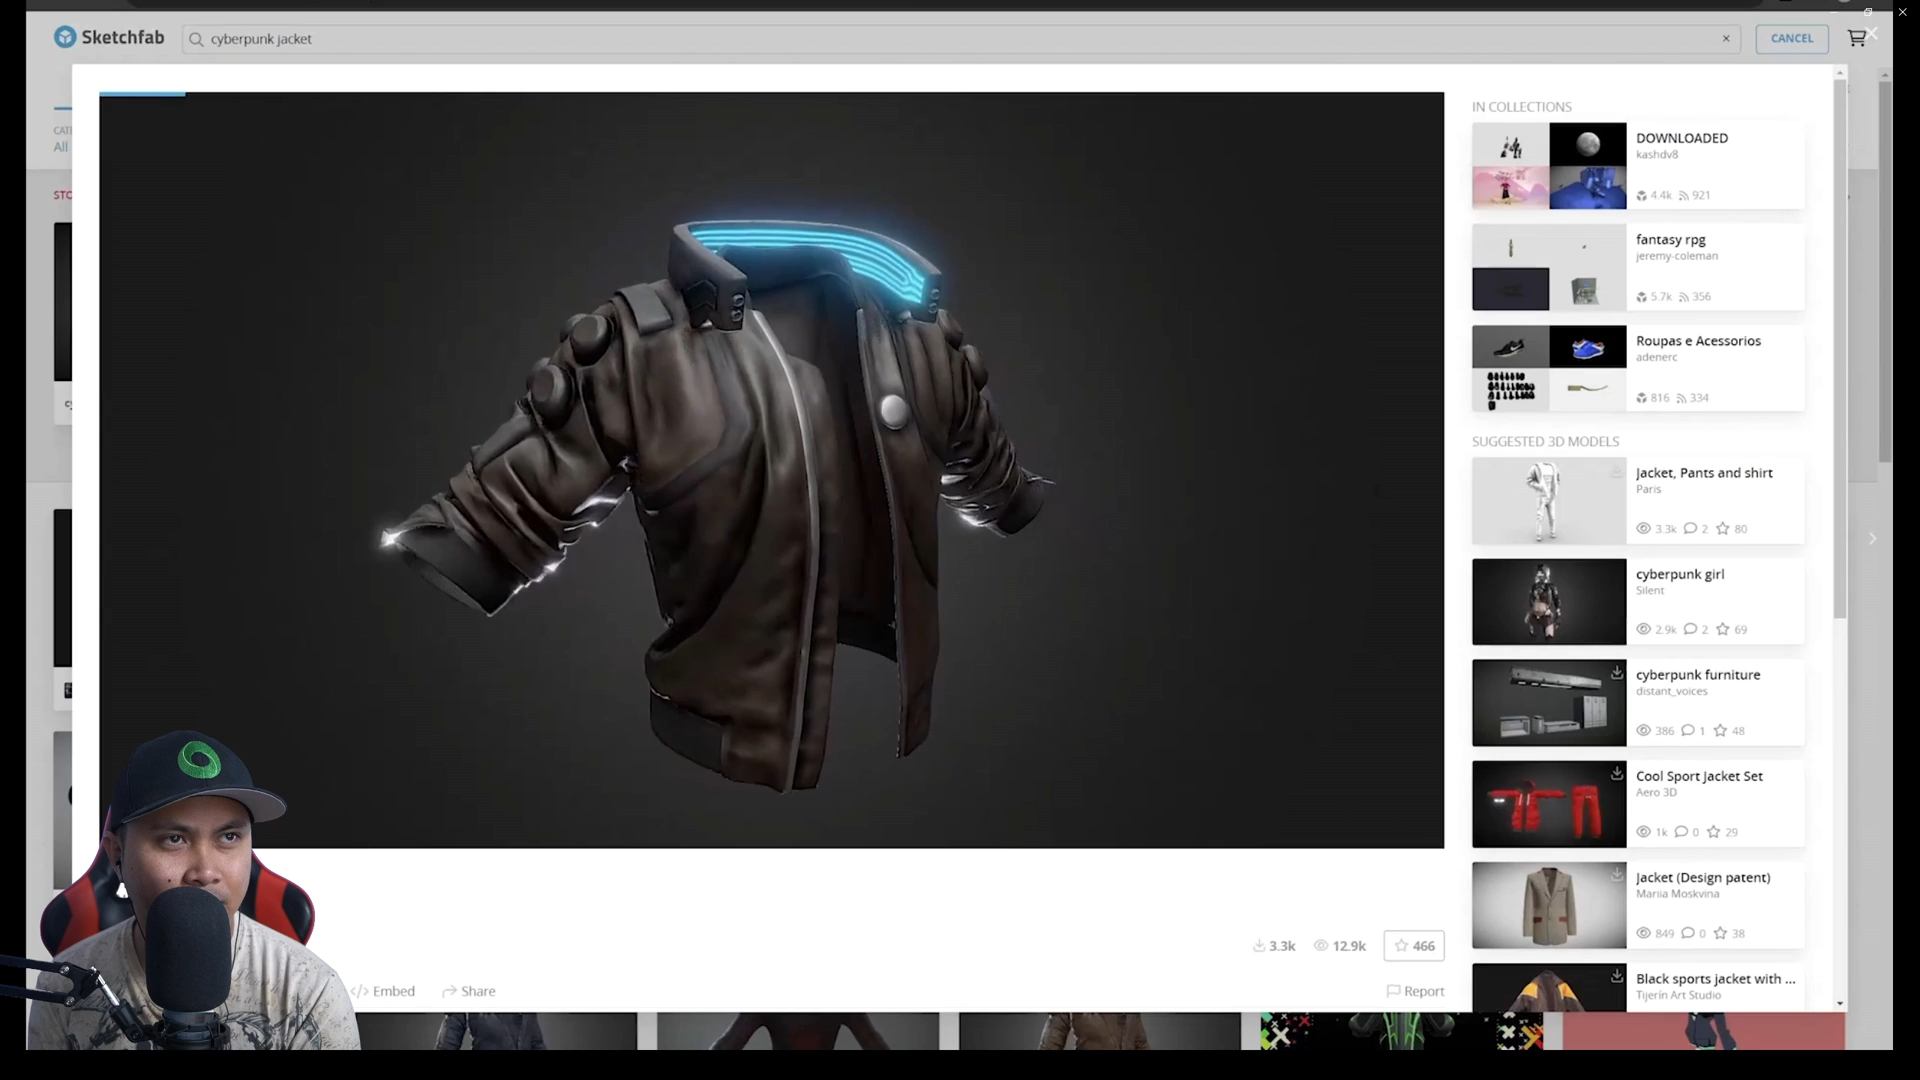 Sketchfab
cyberpunk jacket
CANCEL
All
IN COLLECTIONS
DOWNLOADED
kashdv8
4.4k 921
fantasy rpg
jeremy-coleman
5.7k 356
Roupas e Acessorios
adenerc
816 334
SUGGESTED 3D MODELS
Jacket, Pants and shirt
Paris
3.3k 2 80
cyberpunk girl
Silent
2.9k 2 69
cyberpunk furniture
distant_voices
386 1 48
Cool Sport Jacket Set
Aero 3D
1k 0 29
Jacket (Design patent)
Mariia Moskvina
849 0 38
Black sports jacket with ...
Tijerin Art Studio
3.3k 12.9k 466
Embed Share Report